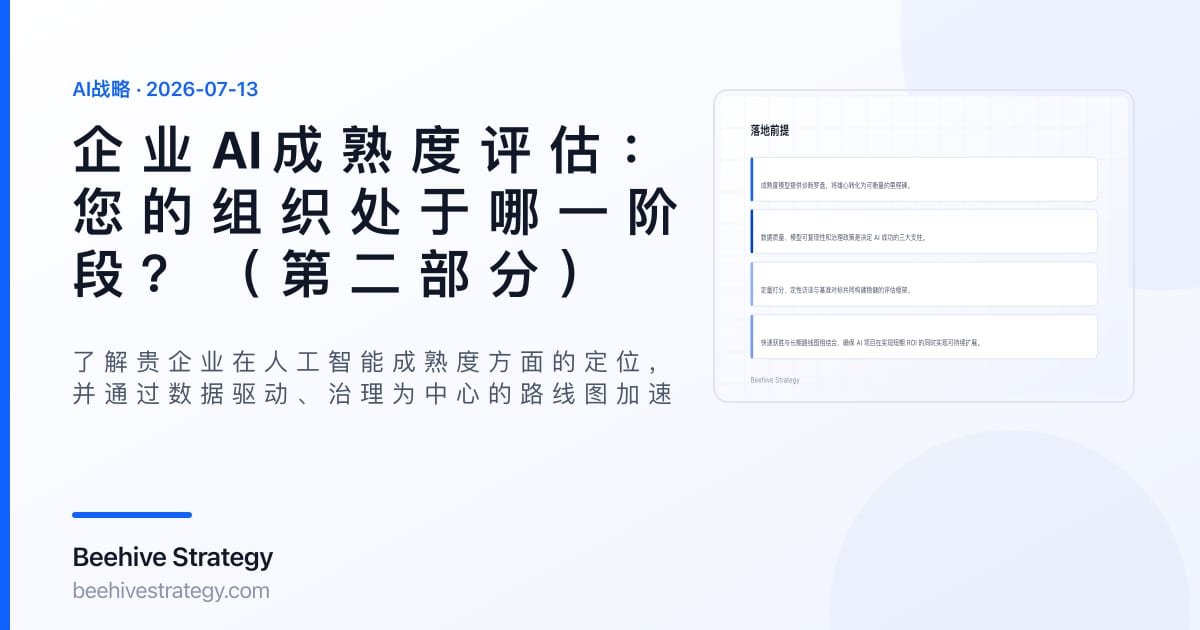 AI战略 · 2026-07-13
企业AI成熟度评估：
您的组织处于哪一阶
段？（第二部分）
了解贵企业在人工智能成熟度方面的定位，
并通过数据驱动、治理为中心的路线图加速
Beehive Strategy
beehivestrategy.com
落地前提
成熟度模型提供诊断罗盘，将雄心转化为可衡量的里程碑。
数据质量、模型可复现性和治理政策是决定 AI 成功的三大支柱。
定量打分、定性访谈与基准对标共同构建稳健的评估框架。
快速获胜与长期路线图相结合，确保 AI 项目在实现短期 ROI 的同时实现可持续扩展。
Beehive Strategy